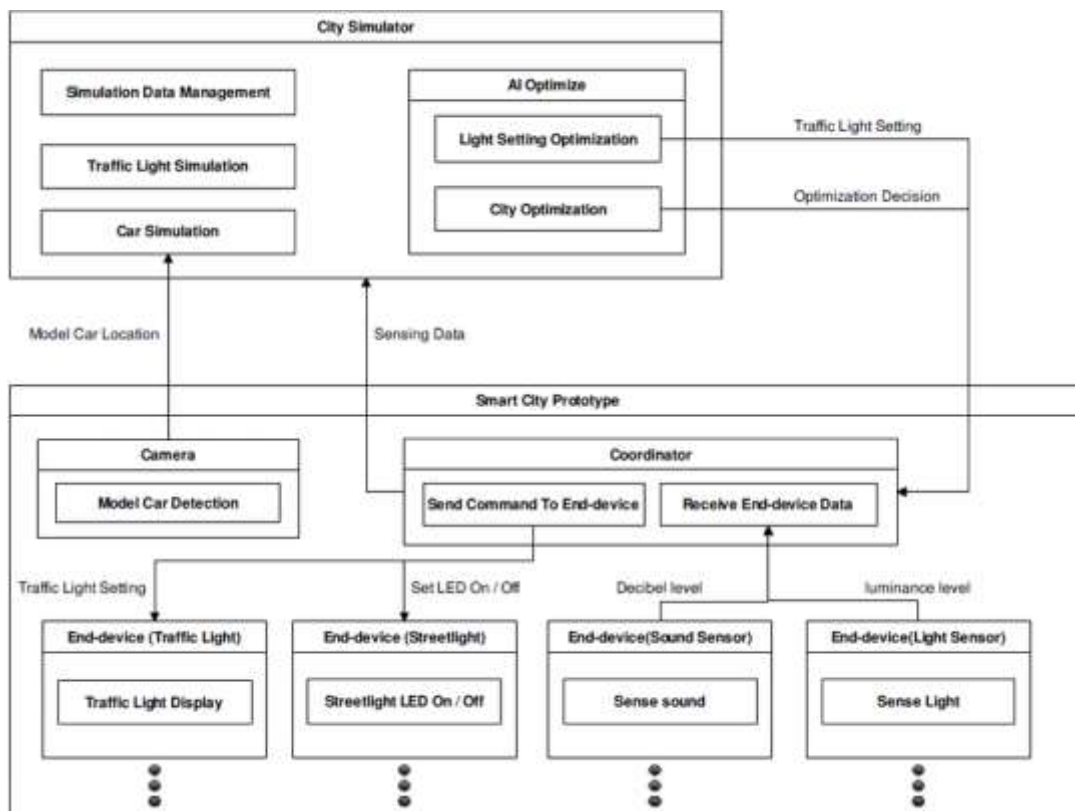 City Simulator
Simulation Data Management
AI Optimize
Light Setting Optimization
Traffic Light Setting
Traffic Light Simulation
City Optimization
Optimization Decision
Car Simulation
Model Car Location
Sensing Data
Smart City Prototype
Camera
Coordinator
Model Car Detection
Send Command To End-device
Receive End-device Data
Traffic Light Setting
Set LED On / Off
Decibel level
luminance level
End-device (Traffic Light)
End-device (Streetlight)
End-device(Sound Sensor)
End-device(Light Sensor)
Traffic Light Display
Streetlight LED On / Off
Sense sound
Sense Light